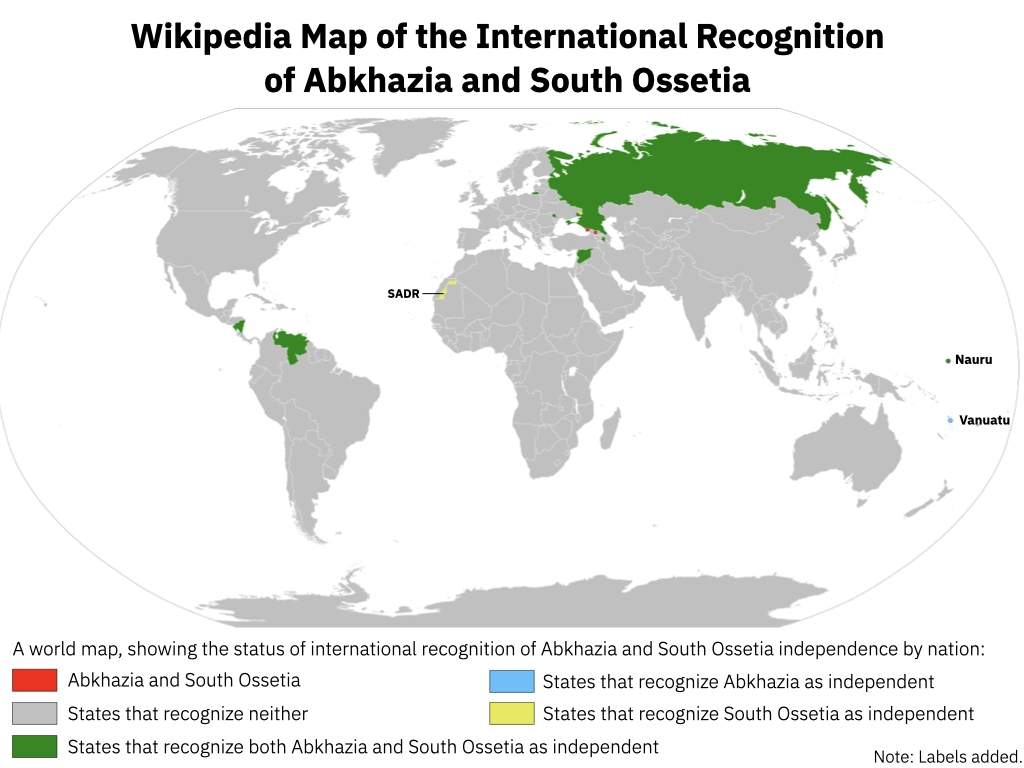 Wikipedia Map of the International Recognition
of Abkhazia and South Ossetia
SADR
Nauru
Vanuatu
A world map, showing the status of international recognition of Abkhazia and South Ossetia independence by nation:
Abkhazia and South Ossetia
States that recognize Abkhazia as independent
States that recognize neither
States that recognize South Ossetia as independent
States that recognize both Abkhazia and South Ossetia as independent
Note: Labels added.